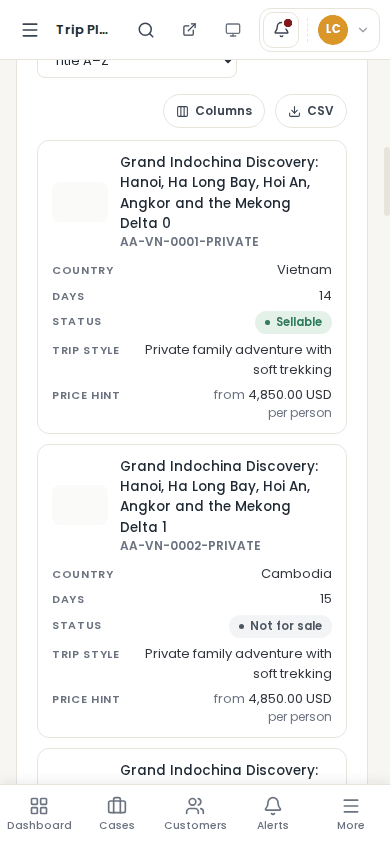 Trip Pl...
LC
Title A–Z
Columns
CSV
Grand Indochina Discovery:
Hanoi, Ha Long Bay, Hoi An,
Angkor and the Mekong
Delta 0
AA-VN-0001-PRIVATE
COUNTRY Vietnam
DAYS 14
STATUS Sellable
TRIP STYLE Private family adventure with
soft trekking
PRICE HINT from 4,850.00 USD
per person
Grand Indochina Discovery:
Hanoi, Ha Long Bay, Hoi An,
Angkor and the Mekong
Delta 1
AA-VN-0002-PRIVATE
COUNTRY Cambodia
DAYS 15
STATUS Not for sale
TRIP STYLE Private family adventure with
soft trekking
PRICE HINT from 4,850.00 USD
per person
Grand Indochina Discovery:
Dashboard
Cases
Customers
Alerts
More